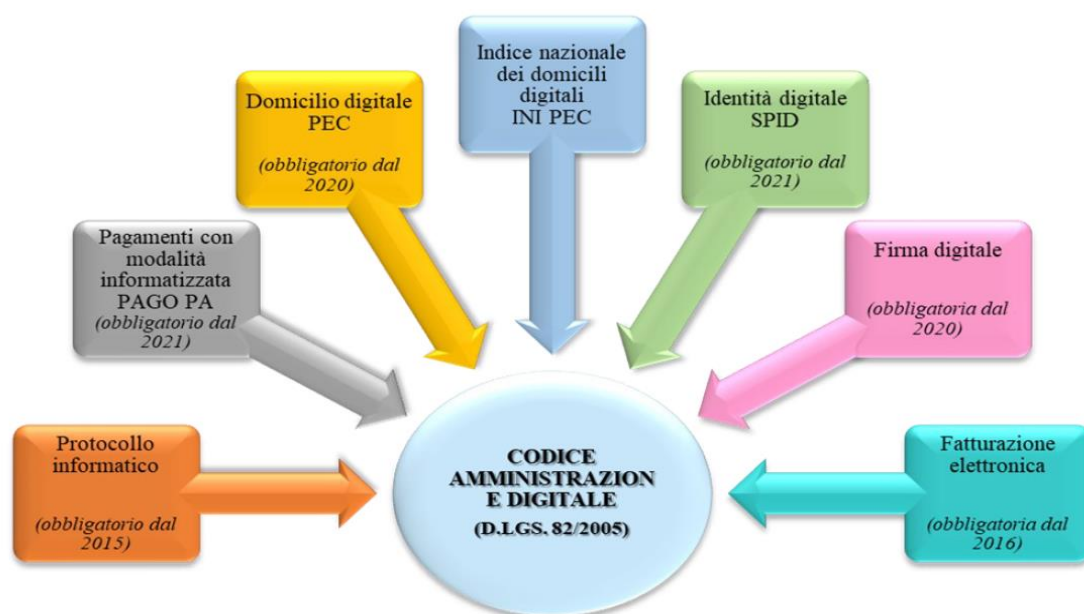 Indice nazionale
dei domicili
digitali
INI PEC
Domicilio digitale
PEC
(obbligatorio dal
2020)
Identità digitale
SPID
(obbligatorio dal
2021)
Pagamenti con
modalità
informatizzata
PAGO PA
(obbligatorio dal
2021)
Firma digitale
(obbligatoria dal
2020)
Protocollo
informatico
(obbligatorio dal
2015)
CODICE
AMMINISTRAZION
E DIGITALE
(D.LGS. 82/2005)
Fatturazione
elettronica
(obbligatoria dal
2016)